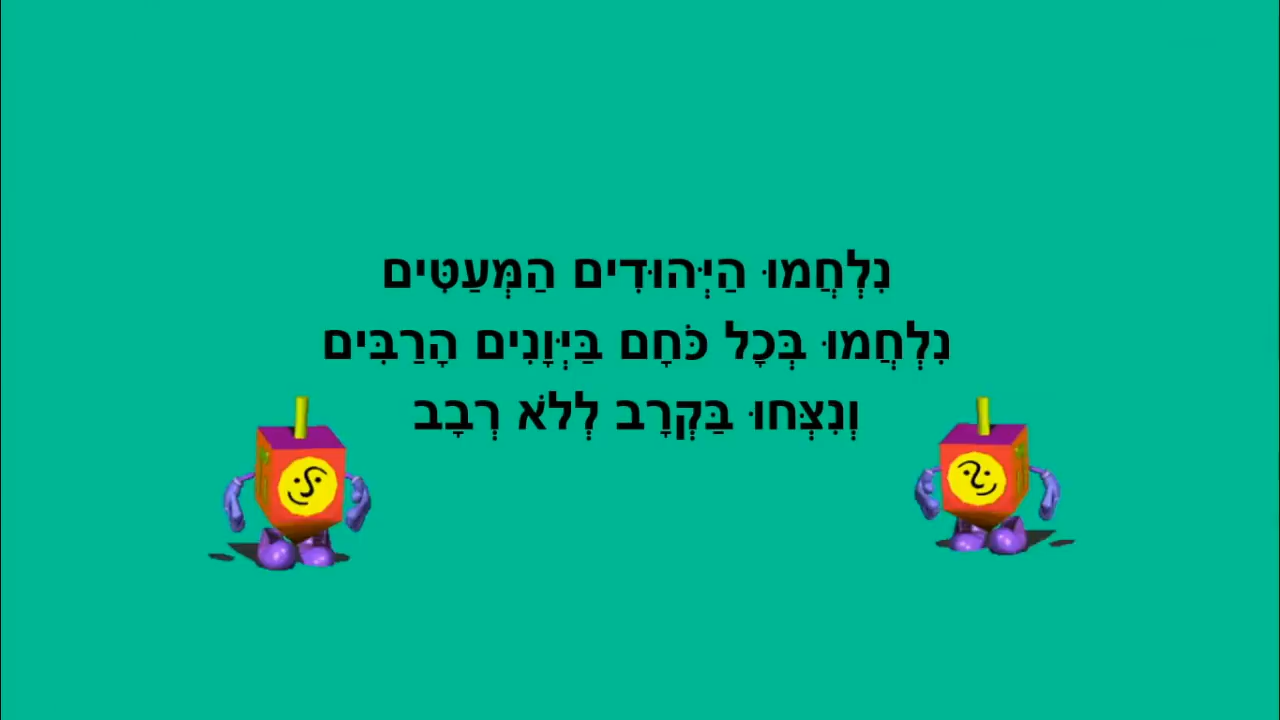 נִלְחֲמוּ הַיְּהוּדִים הַמְּעַטִּים
נִלְחֲמוּ בְּכָל כֹּחָם בַּיְּוָנִים הָרַבִּים
וְנִצְּחוּ בַּקְרָב לְלֹא רְבָב